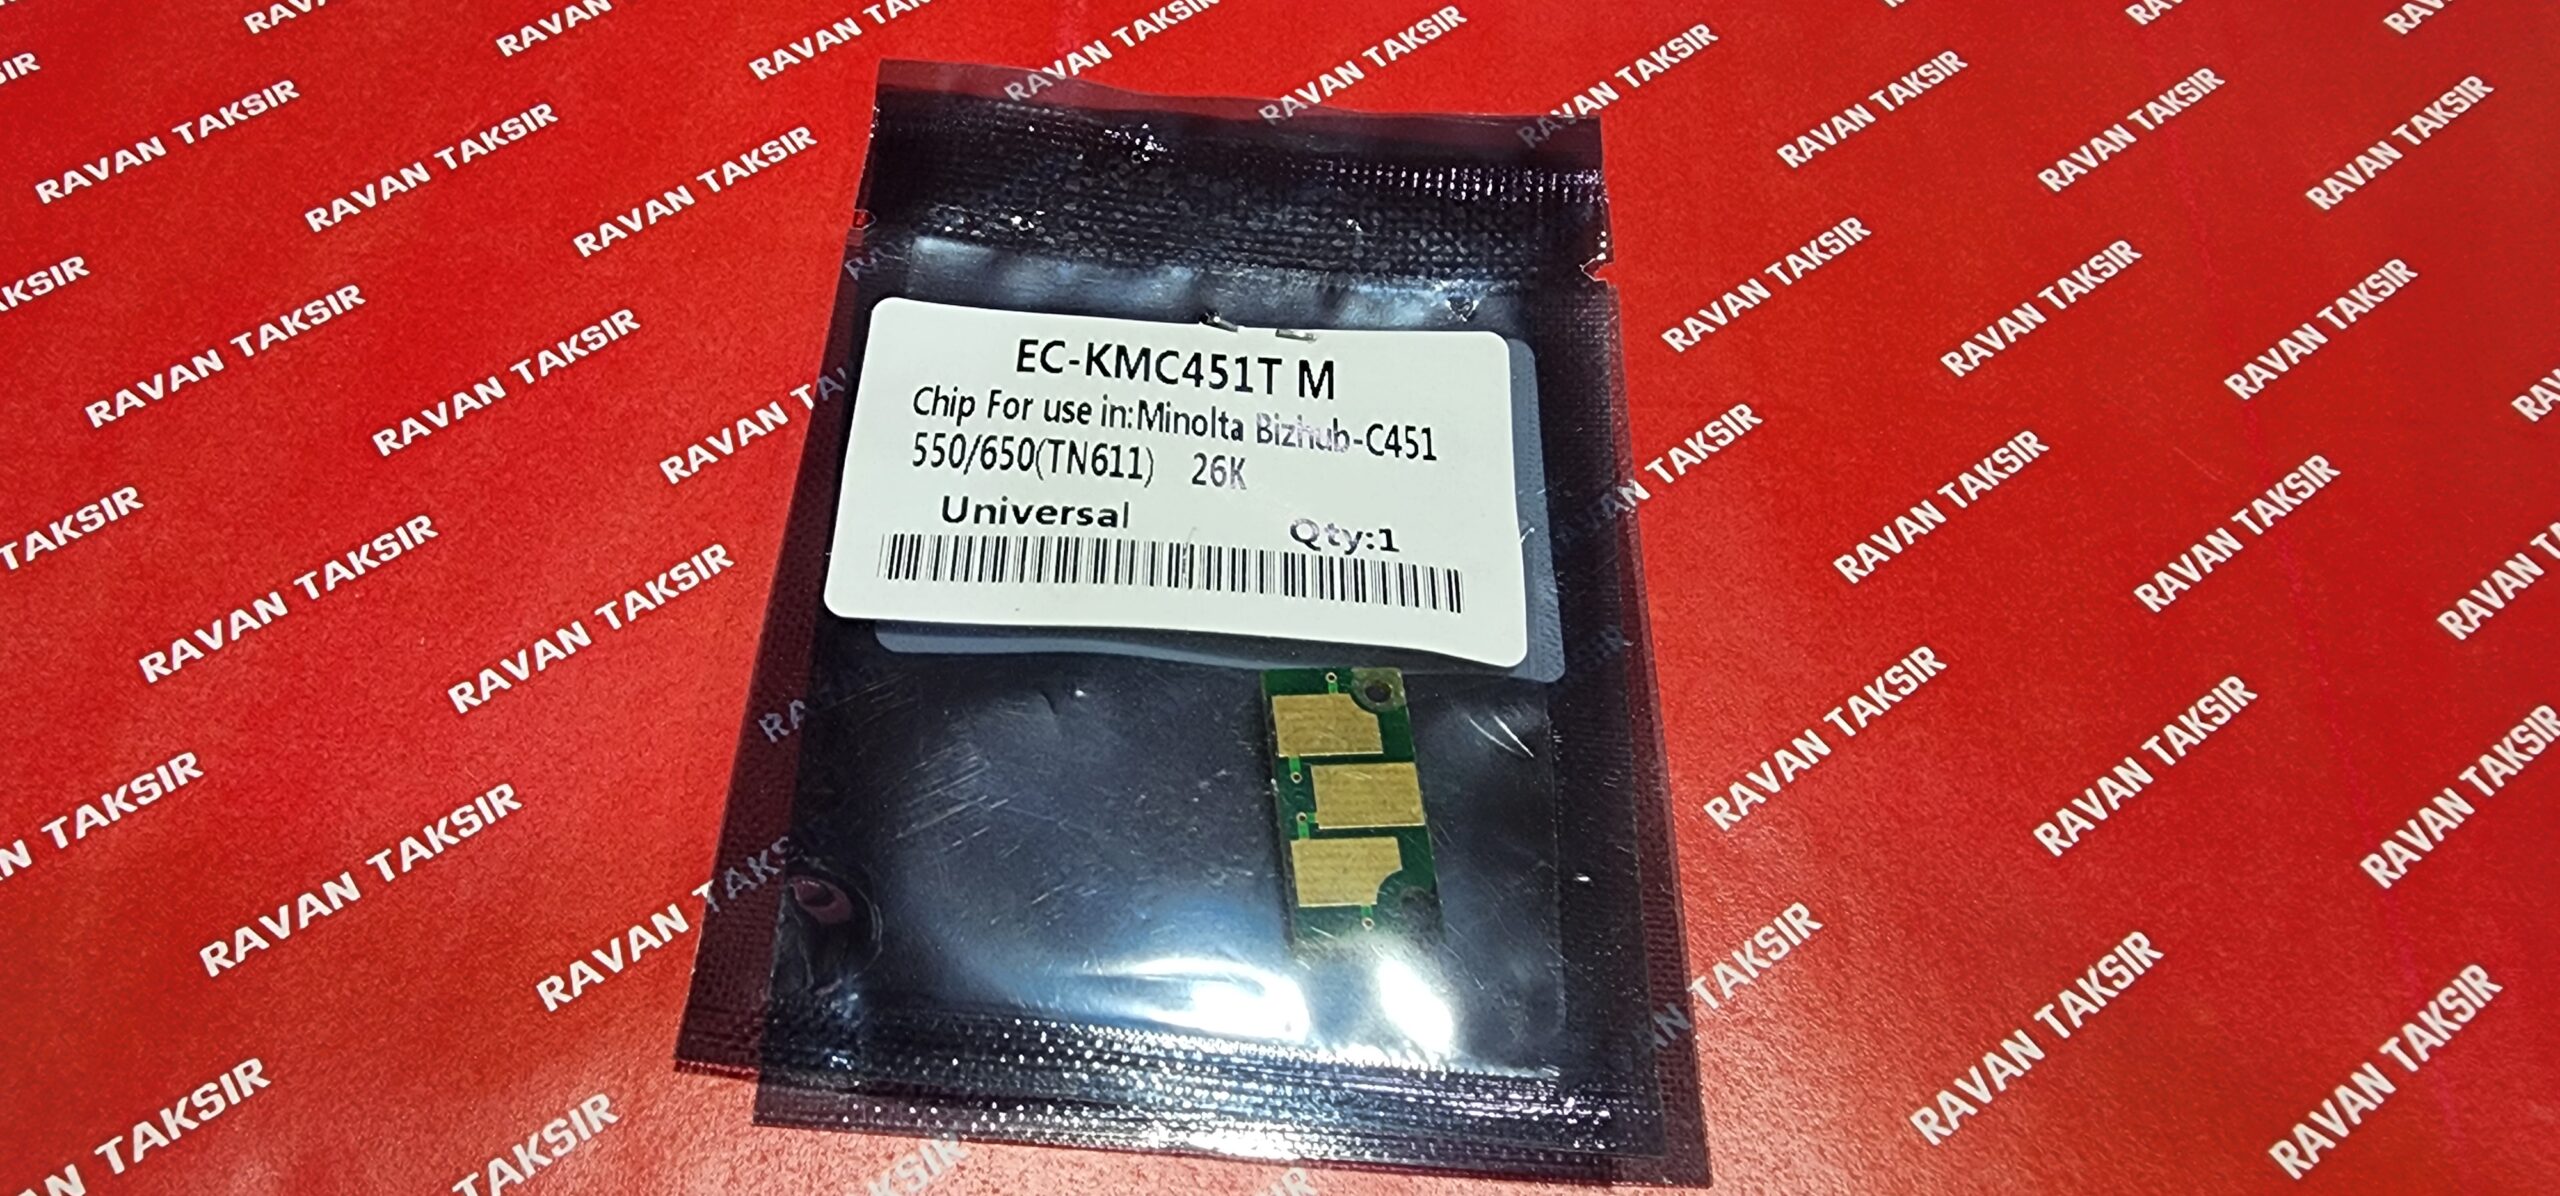 EC-KMC451T M
Chip For use in:Minolta Bizhub-C451
550/650(TN611) 26K
Universal Qty:1
RAVAN TAKSIR